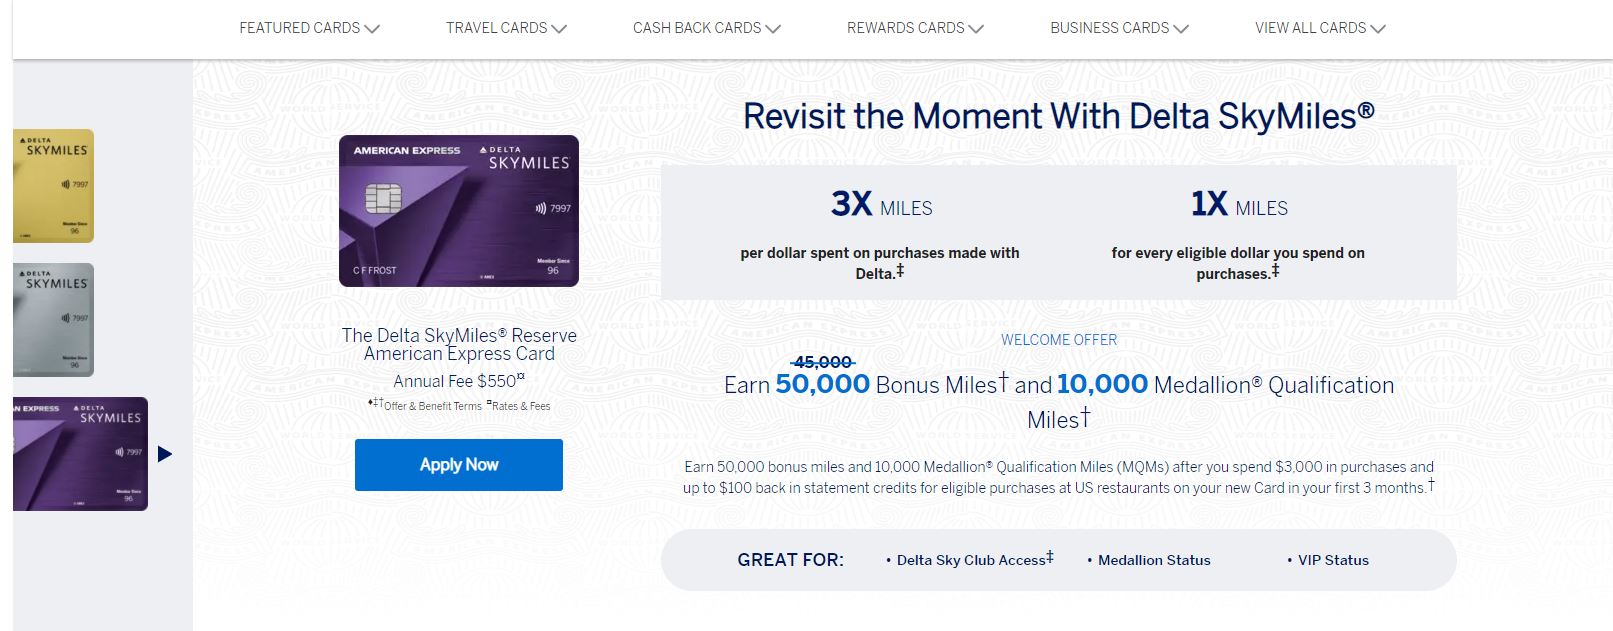 FEATURED CARDS
TRAVEL CARDS
CASH BACK CARDS
REWARDS CARDS
BUSINESS CARDS
VIEW ALL CARDS
DELTA
SKYMILES
7997
Member Since
96
DELTA
SKYMILES
7997
Member Since
96
AN EXPRESS
DELTA
SKYMILES
7997
Member Since
96
AMERICAN EXPRESS
DELTA
SKYMILES
7997
Member Since
96
C F FROST
© AMEX
The Delta SkyMiles® Reserve
American Express Card
Annual Fee $550¤
♦‡†Offer & Benefit Terms ¤Rates & Fees
Apply Now
Revisit the Moment With Delta SkyMiles®
3X MILES
per dollar spent on purchases made with
Delta.‡
1X MILES
for every eligible dollar you spend on
purchases.‡
WELCOME OFFER
45,000
Earn 50,000 Bonus Miles† and 10,000 Medallion® Qualification
Miles†
Earn 50,000 bonus miles and 10,000 Medallion® Qualification Miles (MQMs) after you spend $3,000 in purchases and
up to $100 back in statement credits for eligible purchases at US restaurants on your new Card in your first 3 months.†
GREAT FOR:
• Delta Sky Club Access‡
• Medallion Status
• VIP Status